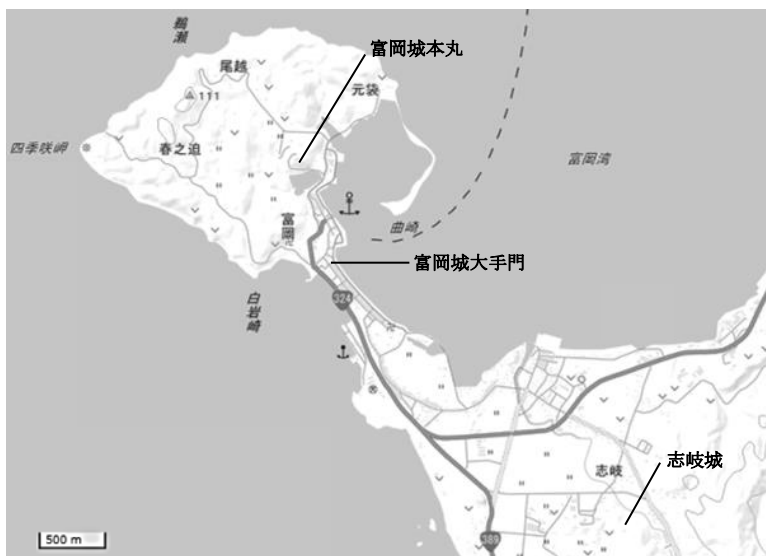 鵜瀬
富岡城本丸
尾越
元袋
111
四季咲岬
春之迫
富岡湾
富岡
曲崎
富岡城大手門
白岩崎
324
志岐城
志岐
500 m
389